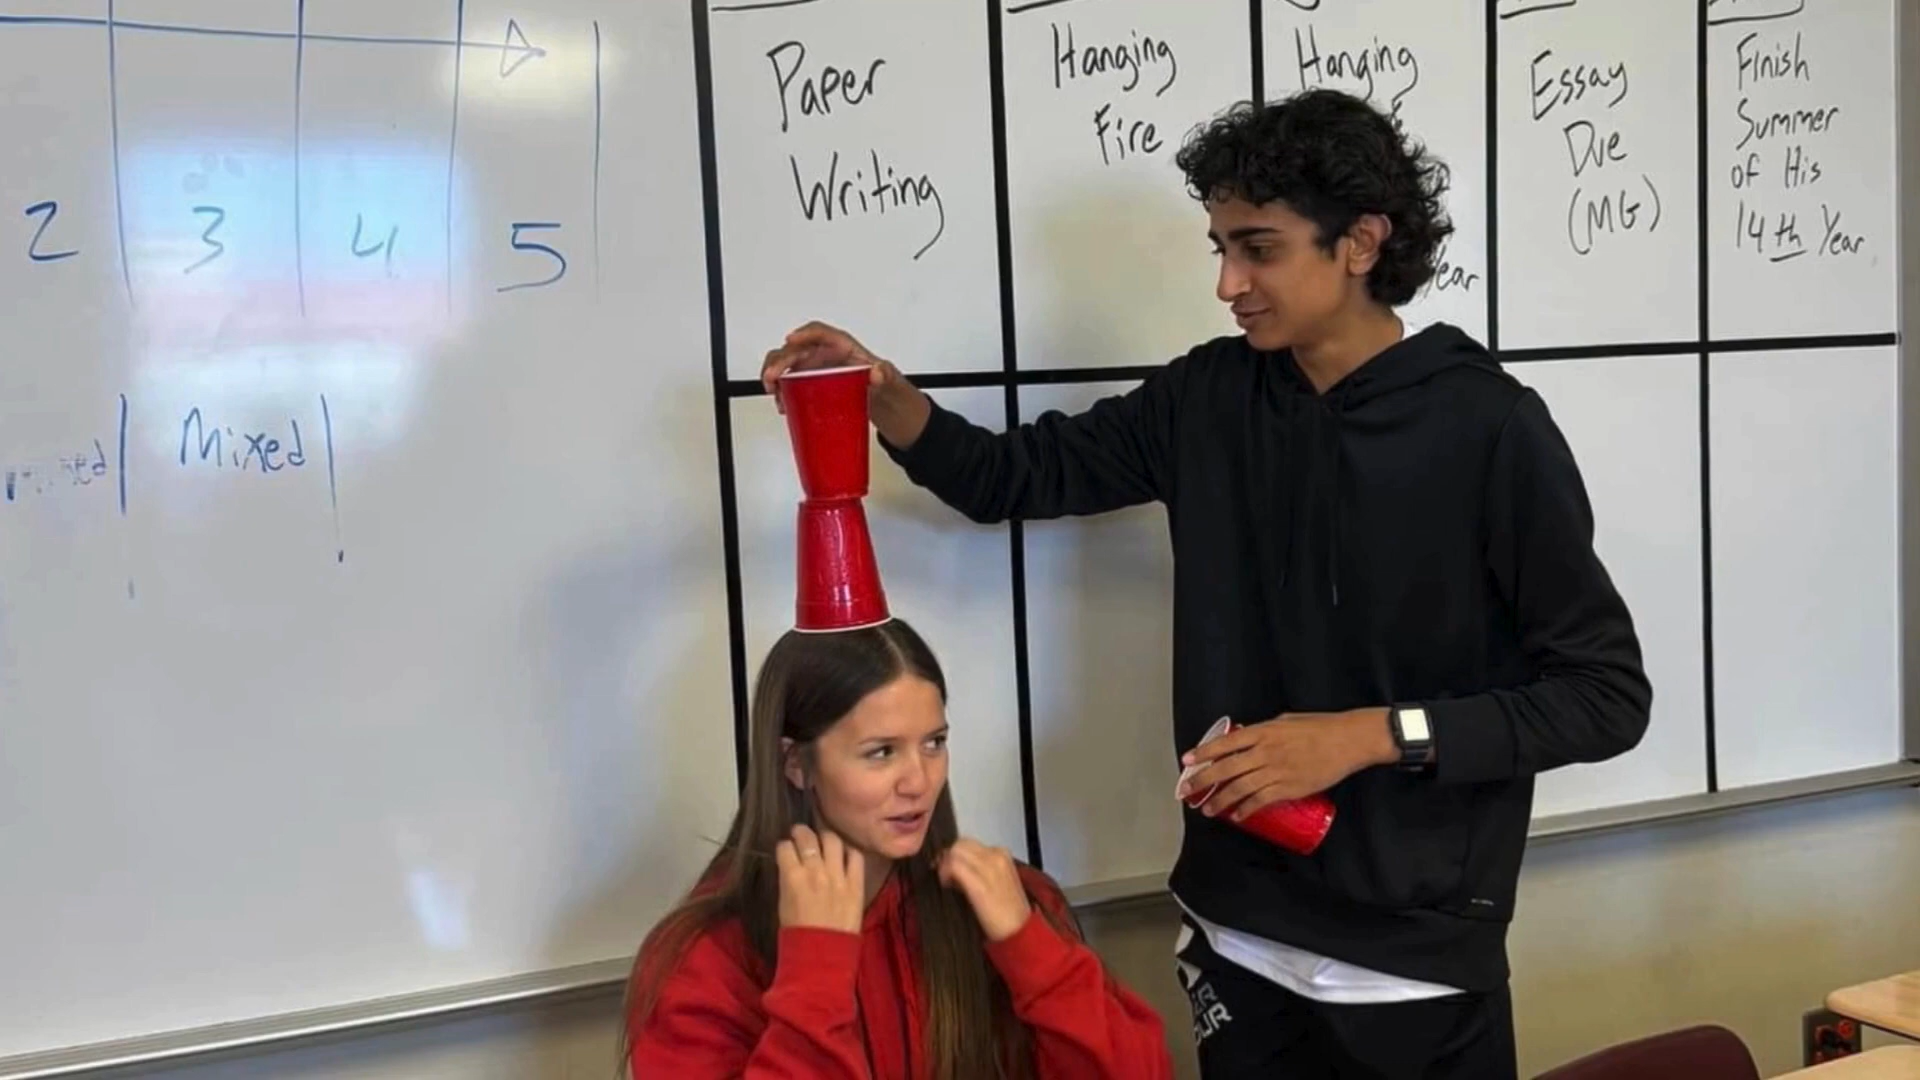 2
3
4
5
Mixed
Paper
Writing
Hanging
Fire
Hanging
Essay
Due
(MG)
Finish
Summer
of His
14th Year